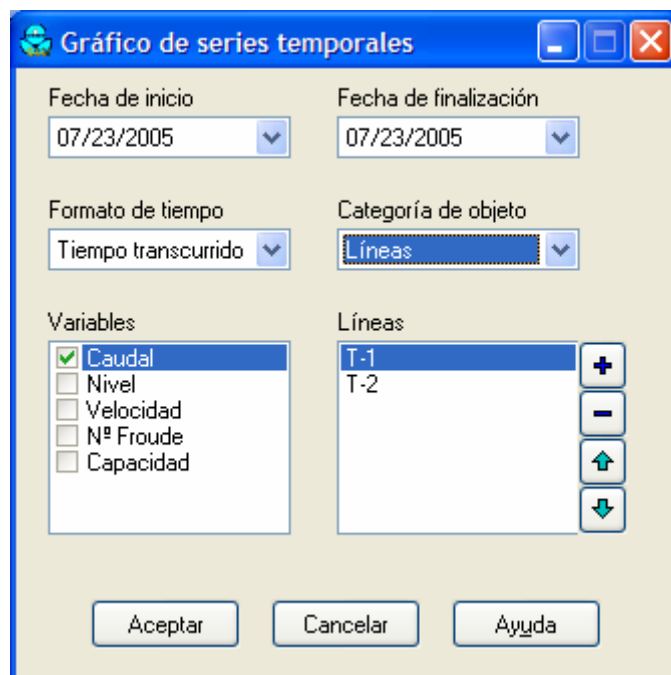 Gráfico de series temporales
Fecha de inicio
Fecha de finalización
07/23/2005
07/23/2005
Formato de tiempo
Categoría de objeto
Tiempo transcurrido
Líneas
Variables
Líneas
Caudal
Nivel
Velocidad
Nº Froude
Capacidad
T-1
T-2
Aceptar
Cancelar
Ayuda